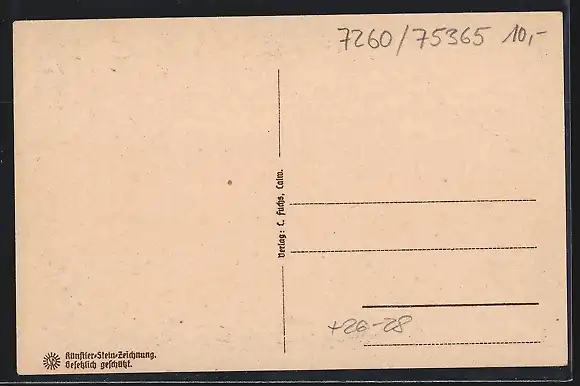 7260/75365 10,-
Verlag: C. Fuchs, Calw.
+26-28
Künstler-Stein-Zeichnung.
Gesetzlich geschützt.